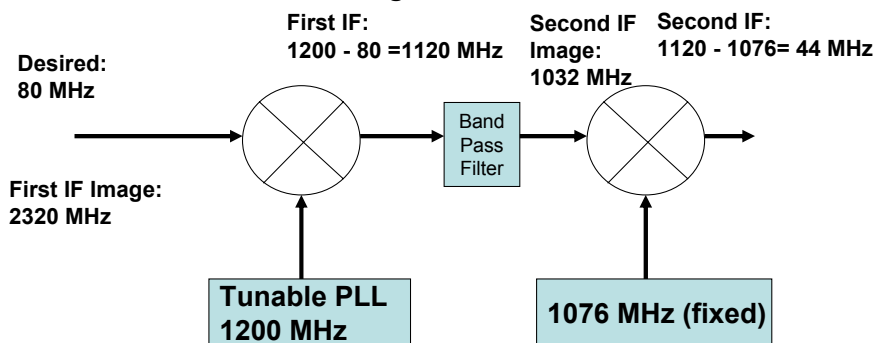 Desired:
80 MHz
First IF Image:
2320 MHz
First IF:
1200 - 80 =1120 MHz
Band
Pass
Filter
Second IF
Image:
1032 MHz
Second IF:
1120 - 1076= 44 MHz
Tunable PLL
1200 MHz
1076 MHz (fixed)